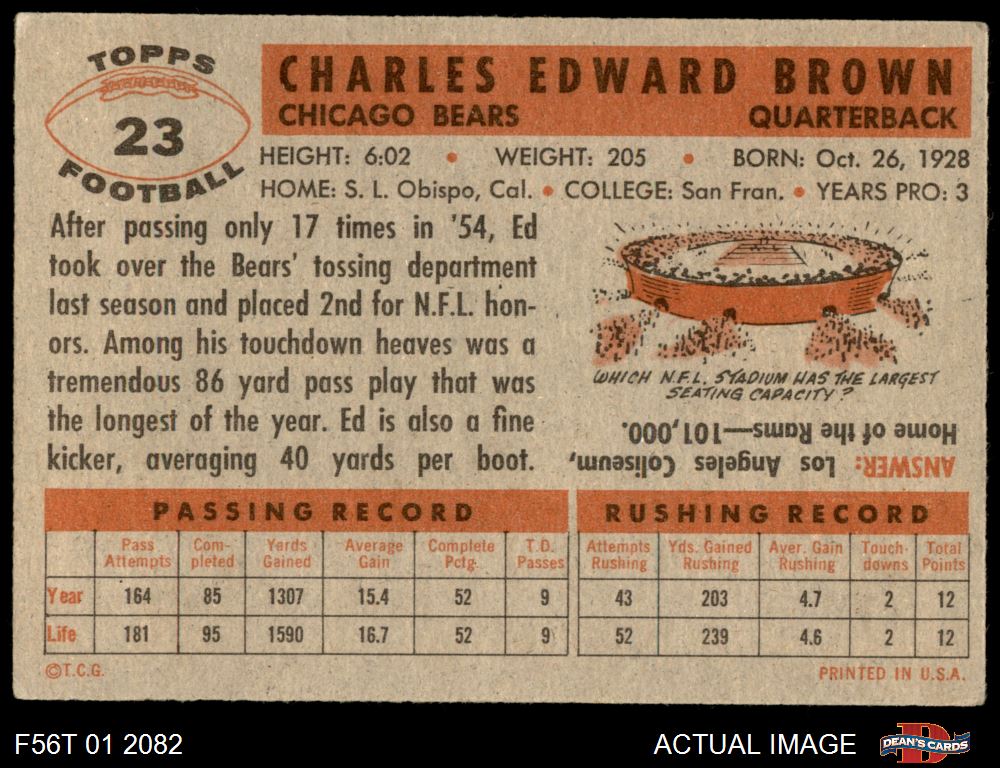 TOPPS
23
FOOTBALL
CHARLES EDWARD BROWN
CHICAGO BEARS QUARTERBACK
HEIGHT: 6:02 • WEIGHT: 205 • BORN: Oct. 26, 1928
HOME: S. L. Obispo, Cal. • COLLEGE: San Fran. • YEARS PRO: 3
After passing only 17 times in '54, Ed
took over the Bears' tossing department
last season and placed 2nd for N.F.L. hon-
ors. Among his touchdown heaves was a
tremendous 86 yard pass play that was
the longest of the year. Ed is also a fine
kicker, averaging 40 yards per boot.
WHICH N.F.L. STADIUM HAS THE LARGEST
SEATING CAPACITY?
ANSWER: Los Angeles Coliseum,
Home of the Rams—101,000.
PASSING RECORD
Pass Attempts Com-pleted Yards Gained Average Gain Complete Pctg. T.D. Passes
Year 164 85 1307 15.4 52 9
Life 181 95 1590 16.7 52 9
RUSHING RECORD
Attempts Rushing Yds. Gained Rushing Aver. Gain Rushing Touch-downs Total Points
43 203 4.7 2 12
52 239 4.6 2 12
©T.C.G. PRINTED IN U.S.A.
F56T 01 2082 ACTUAL IMAGE DEAN'S CARDS